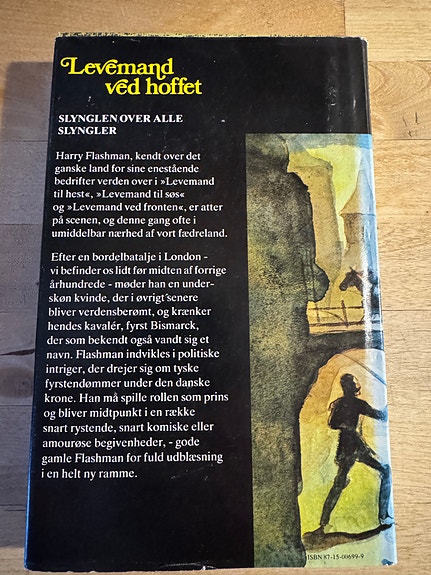 Levemand
ved hoffet
SLYNGLEN OVER ALLE
SLYNGLER
Harry Flashman, kendt over det
ganske land for sine enestående
bedrifter verden over i »Levemand
til hest«, »Levemand til søs«
og »Levemand ved fronten«, er atter
på scenen, og denne gang ofte i
umiddelbar nærhed af vort fædreland.
Efter en bordelbatalje i London -
vi befinder os lidt før midten af forrige
århundrede - møder han en under-
skøn kvinde, der i øvrigt senere
bliver verdensberømt, og krænker
hendes kavalér, fyrst Bismarck,
der som bekendt også vandt sig et
navn. Flashman indvikles i politiske
intriger, der drejer sig om tyske
fyrstendømmer under den danske
krone. Han må spille rollen som prins
og bliver midtpunkt i en række
snart rystende, snart komiske eller
amourøse begivenheder, - gode
gamle Flashman for fuld udblæsning
i en helt ny ramme.
ISBN 87-15-00699-9